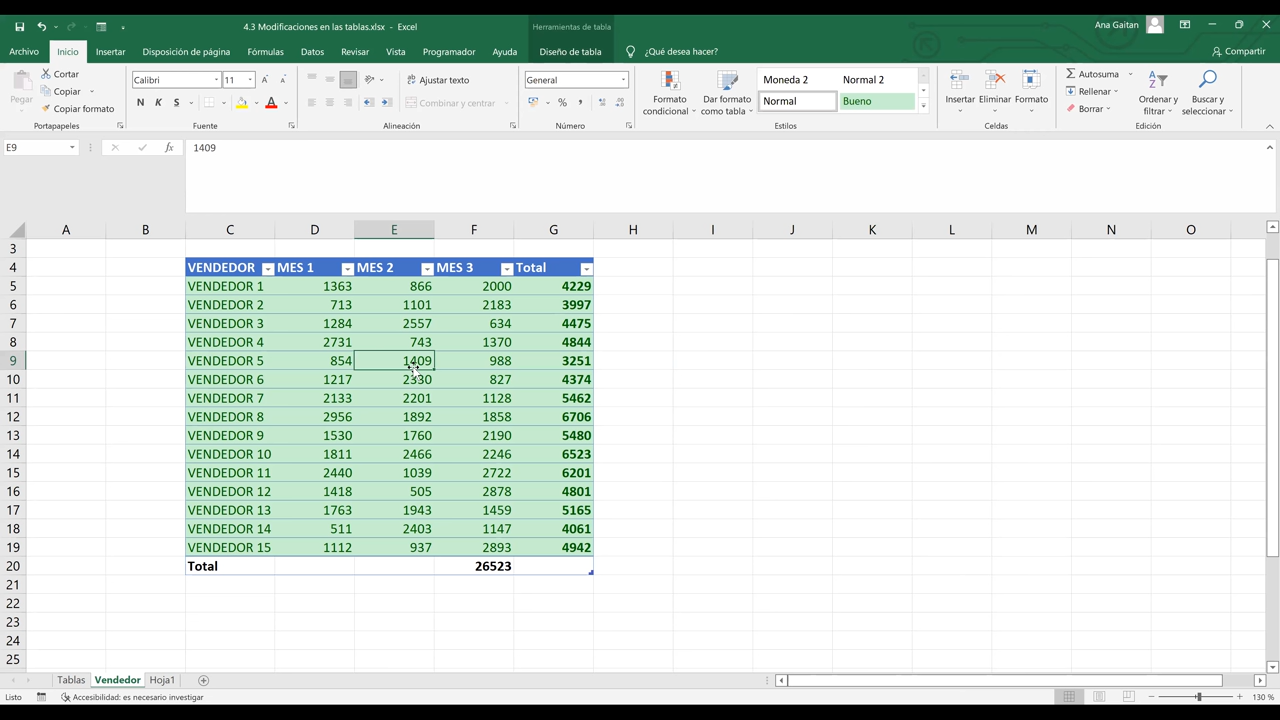 4.3 Modificaciones en las tablas.xlsx - Excel
Herramientas de tabla
Ana Gaitan
Archivo Inicio Insertar Disposición de página Fórmulas Datos Revisar Vista Programador Ayuda Diseño de tabla ¿Qué desea hacer? Compartir
Pegar
Cortar
Copiar
Copiar formato
Portapapeles
Calibri 11
N K S
Fuente
Ajustar texto
Combinar y centrar
Alineación
General
% 000
Número
Formato condicional
Dar formato como tabla
Moneda 2 Normal 2
Normal Bueno
Estilos
Insertar Eliminar Formato
Celdas
Autosuma
Rellenar
Borrar
Ordenar y filtrar
Buscar y seleccionar
Edición
E9 fx 1409
A B C D E F G H I J K L M N O
3
4 VENDEDOR MES 1 MES 2 MES 3 Total
5 VENDEDOR 1 1363 866 2000 4229
6 VENDEDOR 2 713 1101 2183 3997
7 VENDEDOR 3 1284 2557 634 4475
8 VENDEDOR 4 2731 743 1370 4844
9 VENDEDOR 5 854 1409 988 3251
10 VENDEDOR 6 1217 2330 827 4374
11 VENDEDOR 7 2133 2201 1128 5462
12 VENDEDOR 8 2956 1892 1858 6706
13 VENDEDOR 9 1530 1760 2190 5480
14 VENDEDOR 10 1811 2466 2246 6523
15 VENDEDOR 11 2440 1039 2722 6201
16 VENDEDOR 12 1418 505 2878 4801
17 VENDEDOR 13 1763 1943 1459 5165
18 VENDEDOR 14 511 2403 1147 4061
19 VENDEDOR 15 1112 937 2893 4942
20 Total 26523
21
22
23
24
25
Tablas Vendedor Hoja1
Listo Accesibilidad: es necesario investigar 130 %